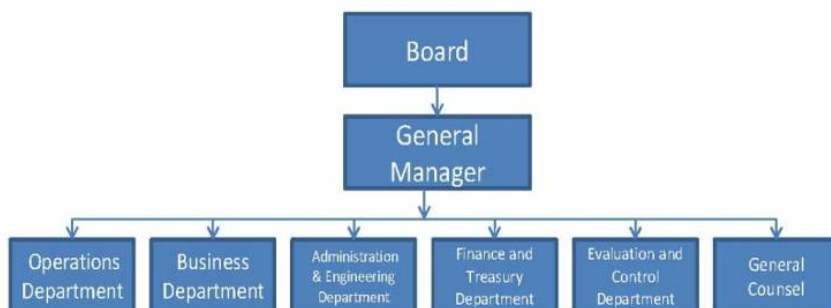 Board
General
Manager
Operations
Department
Business
Department
Administration
& Engineering
Department
Finance and
Treasury
Department
Evaluation and
Control
Department
General
Counsel